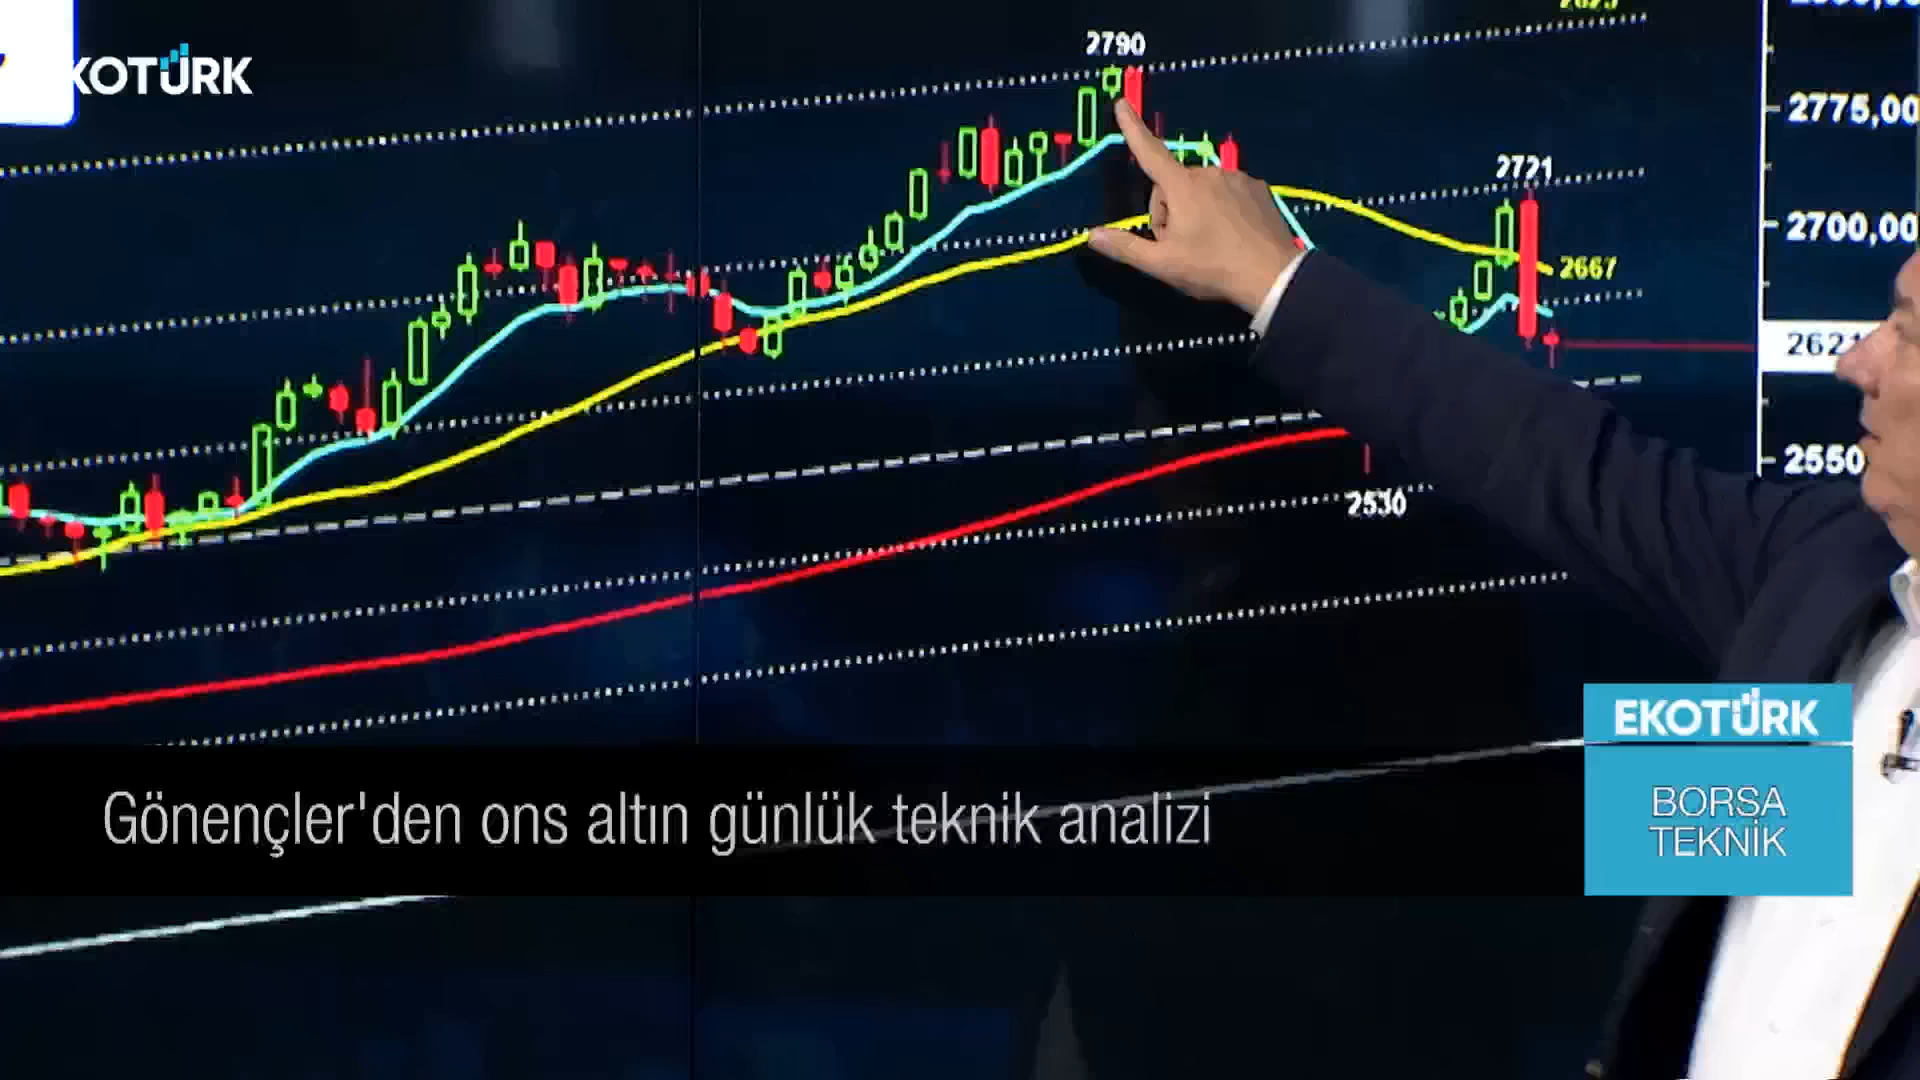 KOTÜRK
2790
2775,00
2721
2700,00
2667
2621
2550
2530
EKOTÜRK
BORSA
TEKNİK
Gönençler'den ons altın günlük teknik analizi